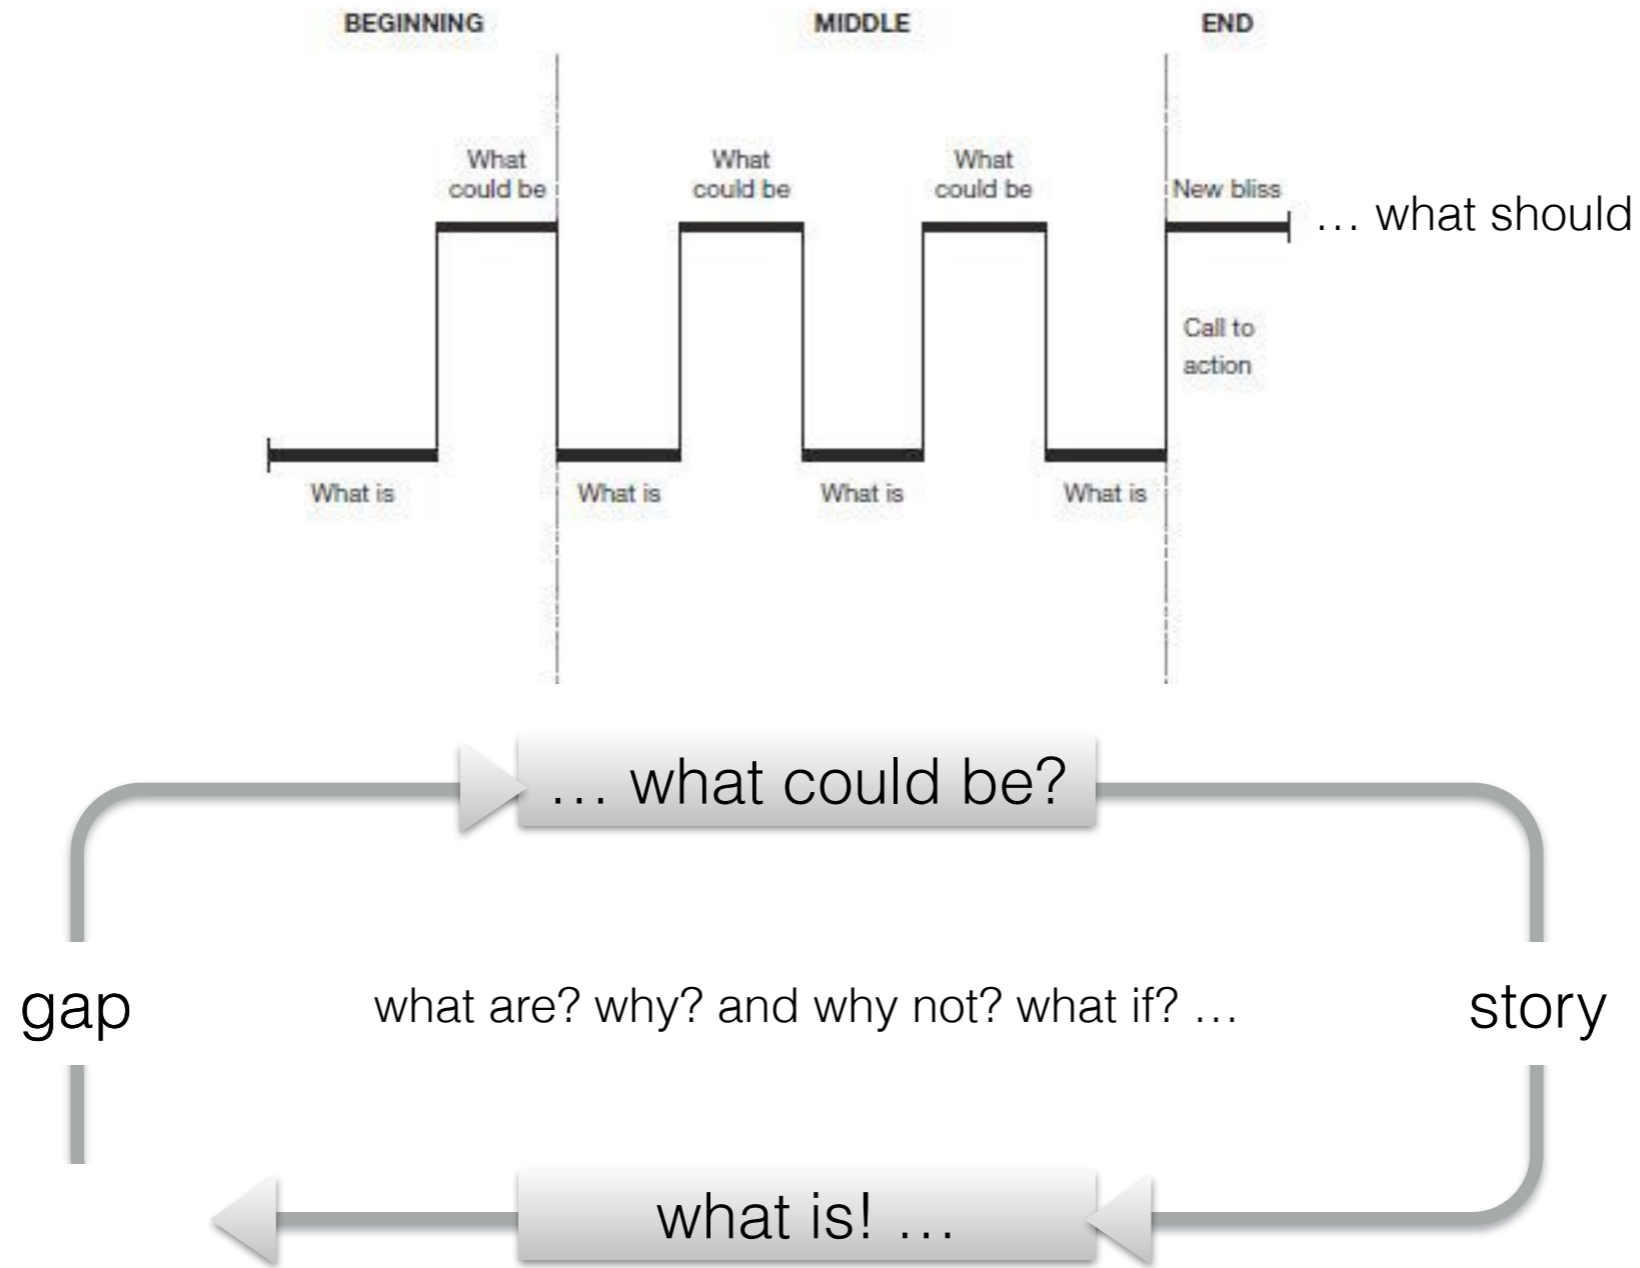 BEGINNING MIDDLE END
What could be
What could be
What could be
New bliss
… what should
Call to
action
What is
What is
What is
What is
… what could be?
gap
what are? why? and why not? what if? …
story
what is! …